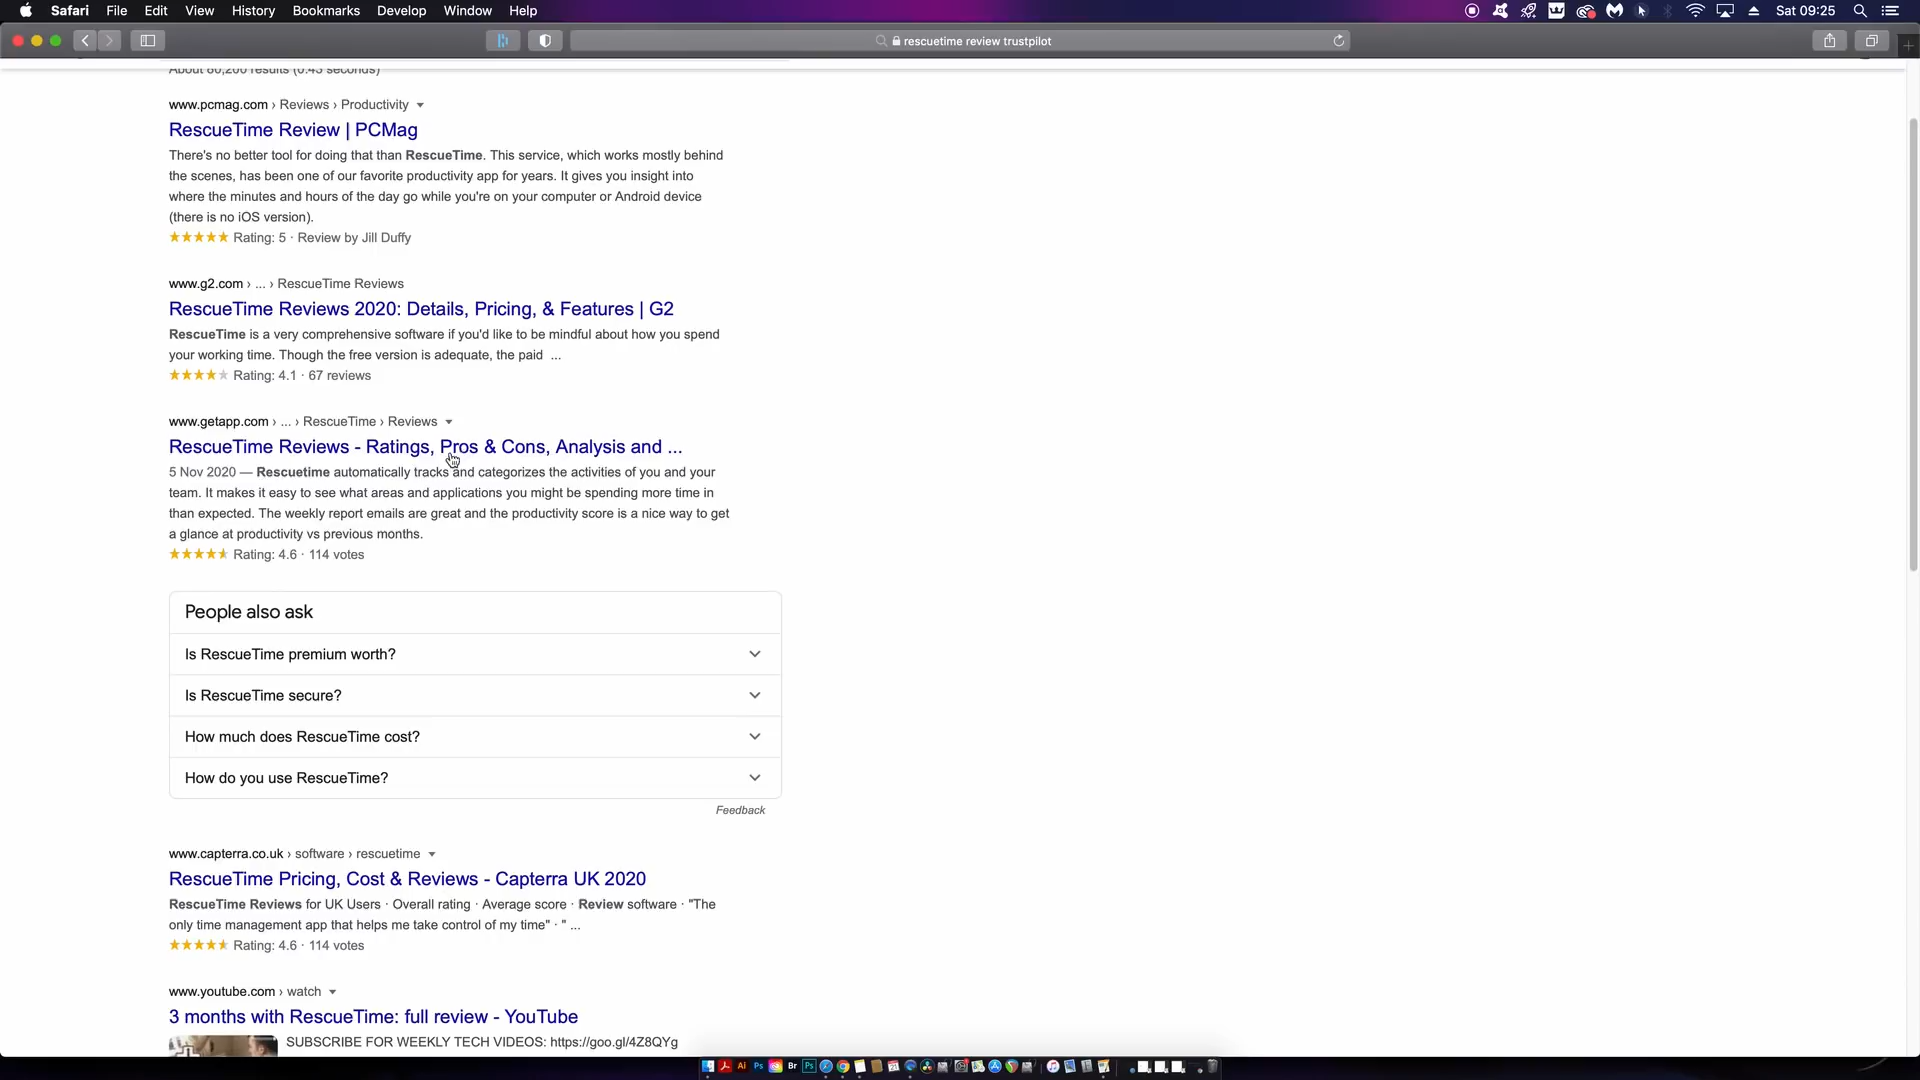 Safari File Edit View History Bookmarks Develop Window Help Sat 09:25
rescuetime review trustpilot
About 80,200 results (0.43 seconds)
www.pcmag.com › Reviews › Productivity
RescueTime Review | PCMag
There's no better tool for doing that than RescueTime. This service, which works mostly behind
the scenes, has been one of our favorite productivity app for years. It gives you insight into
where the minutes and hours of the day go while you're on your computer or Android device
(there is no iOS version).
Rating: 5 · Review by Jill Duffy
www.g2.com › ... › RescueTime Reviews
RescueTime Reviews 2020: Details, Pricing, & Features | G2
RescueTime is a very comprehensive software if you'd like to be mindful about how you spend
your working time. Though the free version is adequate, the paid ...
Rating: 4.1 · 67 reviews
www.getapp.com › ... › RescueTime › Reviews
RescueTime Reviews - Ratings, Pros & Cons, Analysis and ...
5 Nov 2020 — Rescuetime automatically tracks and categorizes the activities of you and your
team. It makes it easy to see what areas and applications you might be spending more time in
than expected. The weekly report emails are great and the productivity score is a nice way to get
a glance at productivity vs previous months.
Rating: 4.6 · 114 votes
People also ask
Is RescueTime premium worth?
Is RescueTime secure?
How much does RescueTime cost?
How do you use RescueTime?
Feedback
www.capterra.co.uk › software › rescuetime
RescueTime Pricing, Cost & Reviews - Capterra UK 2020
RescueTime Reviews for UK Users · Overall rating · Average score · Review software · "The
only time management app that helps me take control of my time" · " ...
Rating: 4.6 · 114 votes
www.youtube.com › watch
3 months with RescueTime: full review - YouTube
SUBSCRIBE FOR WEEKLY TECH VIDEOS: https://goo.gl/4Z8QYg
Ai Ps Br Ps